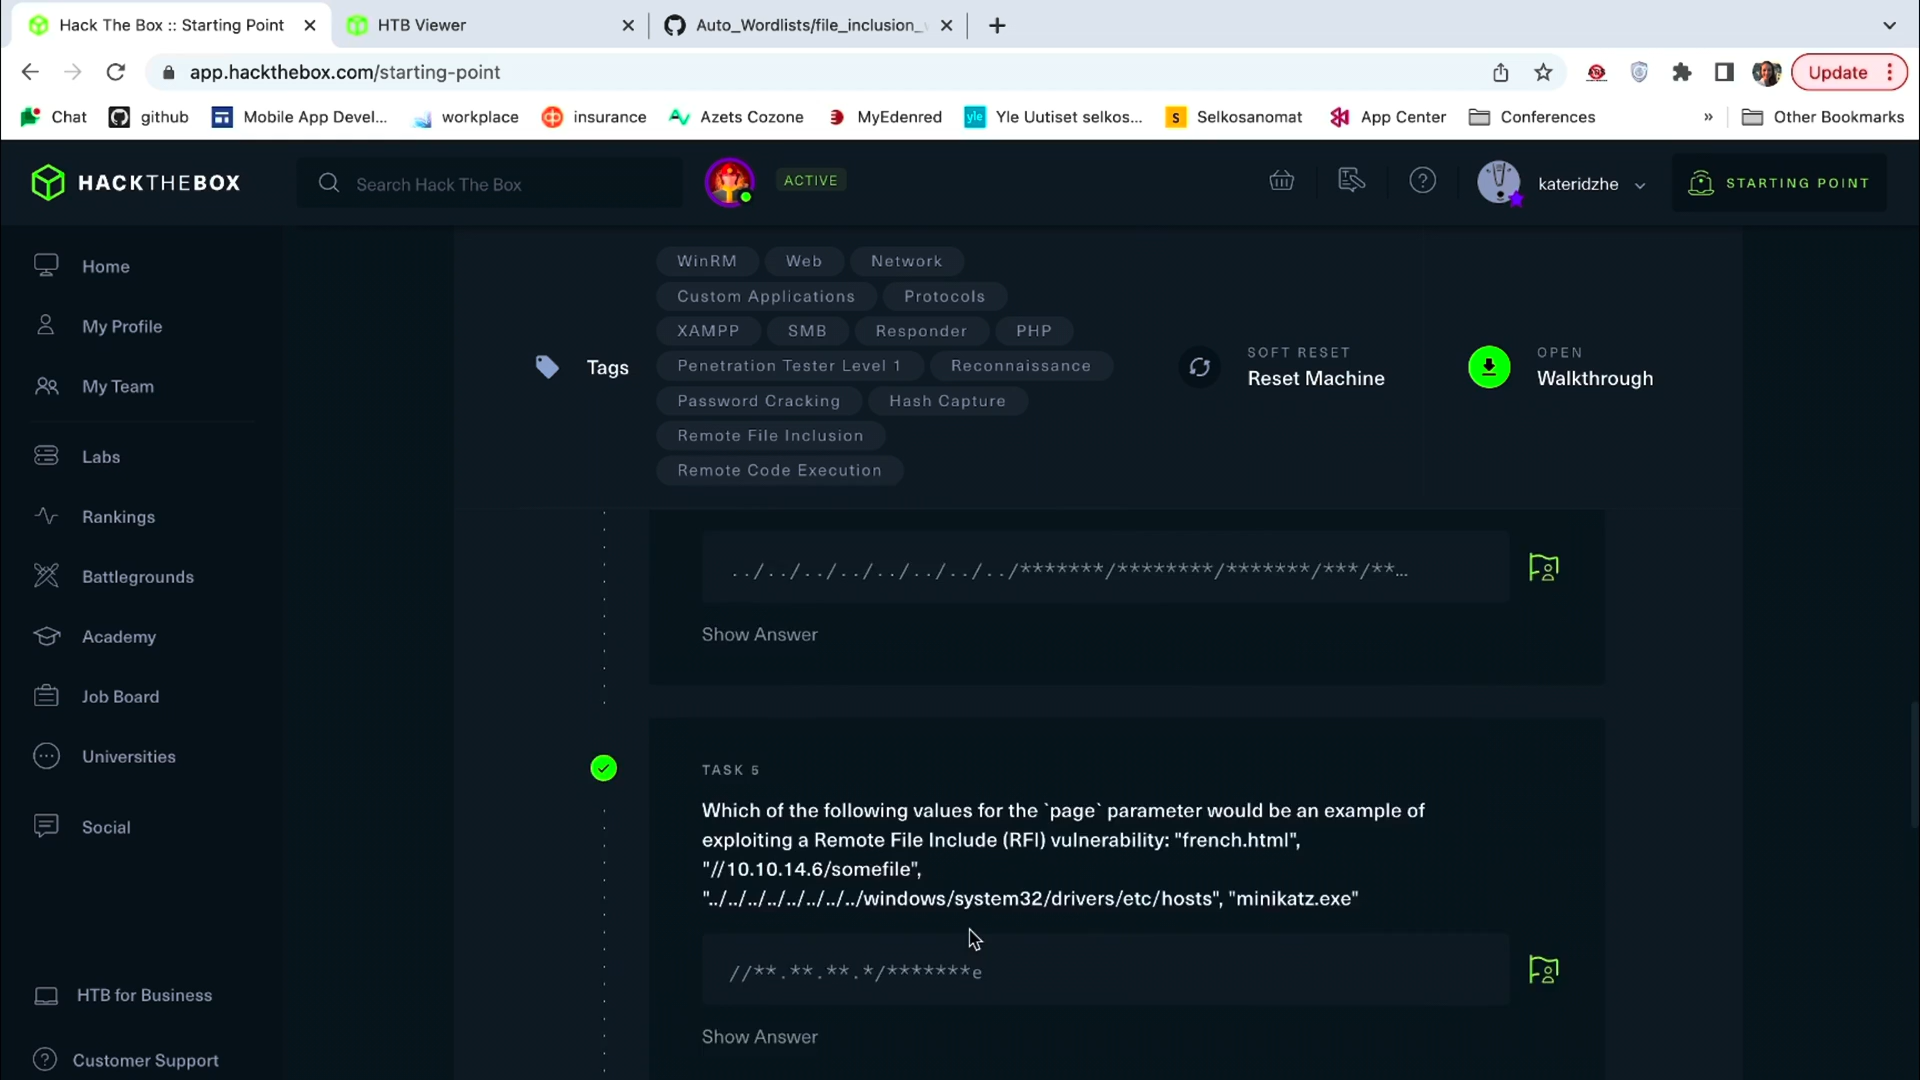 Hack The Box :: Starting Point
HTB Viewer
Auto_Wordlists/file_inclusion_
app.hackthebox.com/starting-point
Update
Chat
github
Mobile App Devel...
workplace
insurance
Azets Cozone
MyEdenred
yle
Yle Uutiset selkos...
S
Selkosanomat
App Center
Conferences
»
Other Bookmarks
HACKTHEBOX
Search Hack The Box
ACTIVE
kateridzhe
STARTING POINT
Home
My Profile
My Team
Labs
Rankings
Battlegrounds
Academy
Job Board
Universities
Social
HTB for Business
Customer Support
Tags
WinRM Web Network
Custom Applications Protocols
XAMPP SMB Responder PHP
Penetration Tester Level 1 Reconnaissance
Password Cracking Hash Capture
Remote File Inclusion
Remote Code Execution
SOFT RESET
Reset Machine
OPEN
Walkthrough
../../../../../../../../*******/********/*******/***/**...
Show Answer
TASK 5
Which of the following values for the `page` parameter would be an example of
exploiting a Remote File Include (RFI) vulnerability: "french.html",
"//10.10.14.6/somefile",
"../../../../../../../../windows/system32/drivers/etc/hosts", "minikatz.exe"
//**.**.**.*/*******e
Show Answer